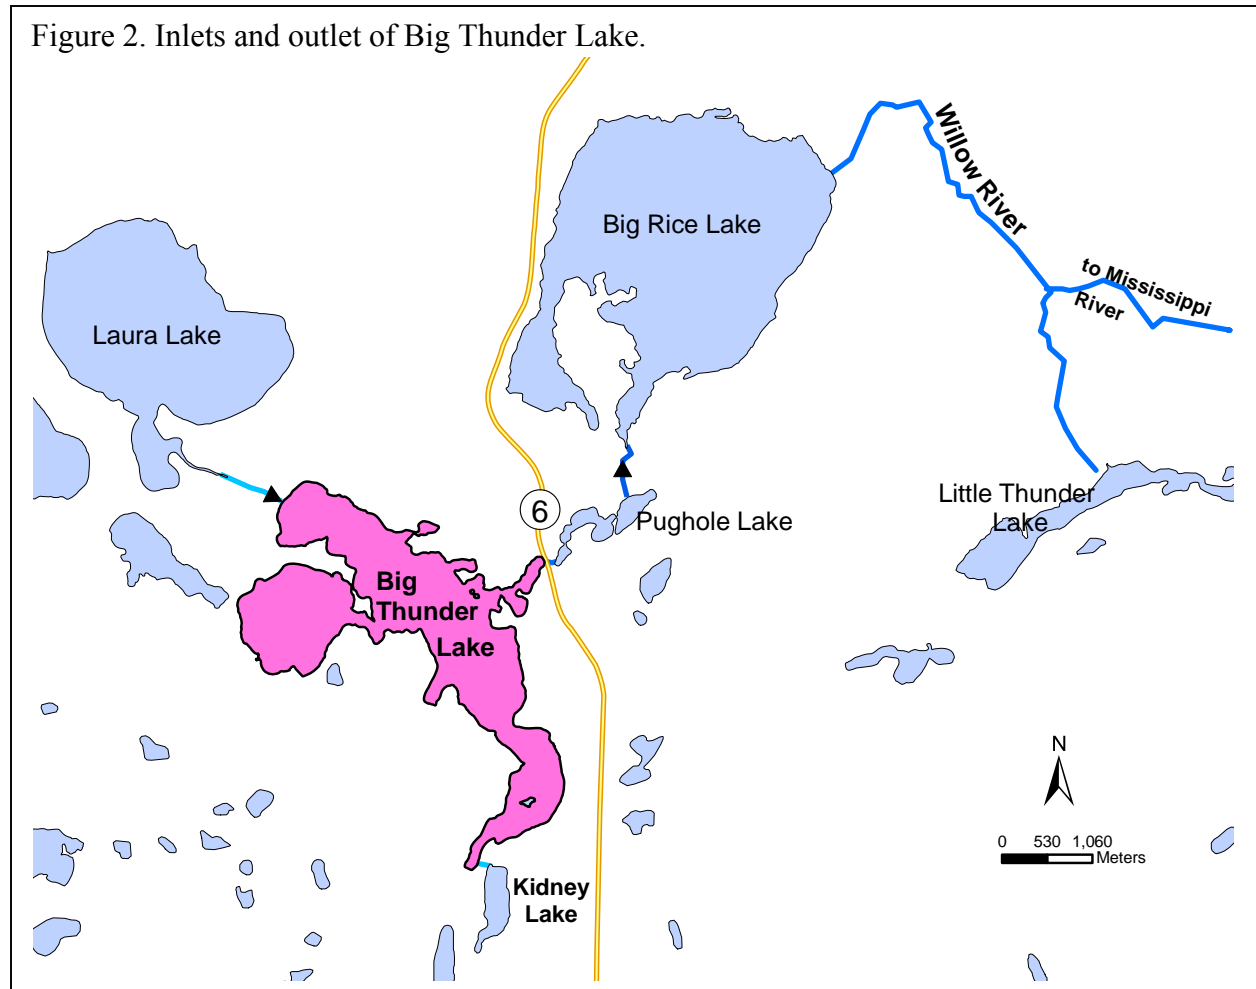 Figure 2. Inlets and outlet of Big Thunder Lake.
Willow River
Big Rice Lake
to Mississippi
River
Laura Lake
6
Pughole Lake
Little Thunder
Lake
Big
Thunder
Lake
N
0 530 1,060
Meters
Kidney
Lake